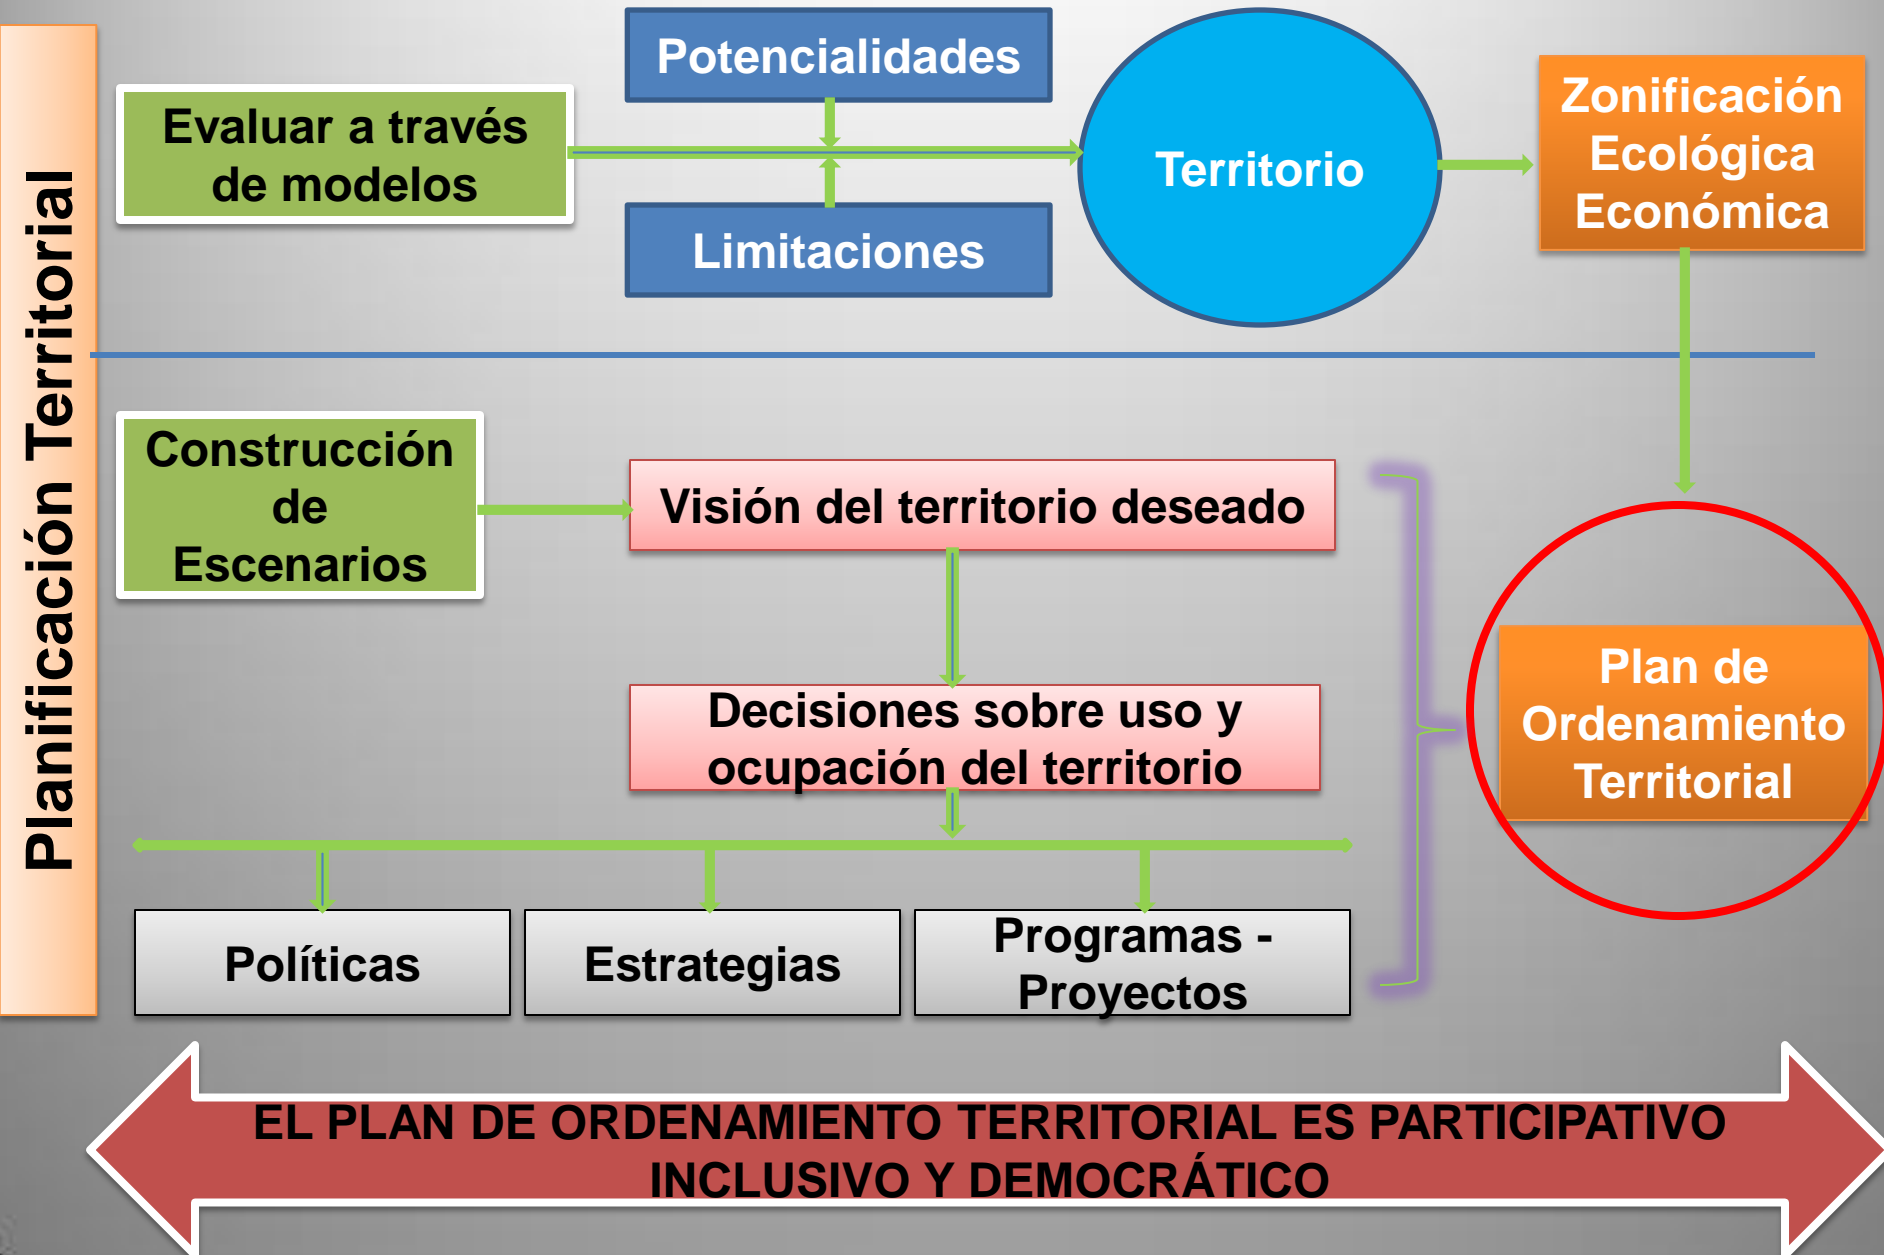 Planificación Territorial
Potencialidades
Evaluar a través
de modelos
Limitaciones
Territorio
Zonificación
Ecológica
Económica
Construcción
de
Escenarios
Visión del territorio deseado
Decisiones sobre uso y
ocupación del territorio
Políticas
Estrategias
Programas -
Proyectos
Plan de
Ordenamiento
Territorial
EL PLAN DE ORDENAMIENTO TERRITORIAL ES PARTICIPATIVO
INCLUSIVO Y DEMOCRÁTICO